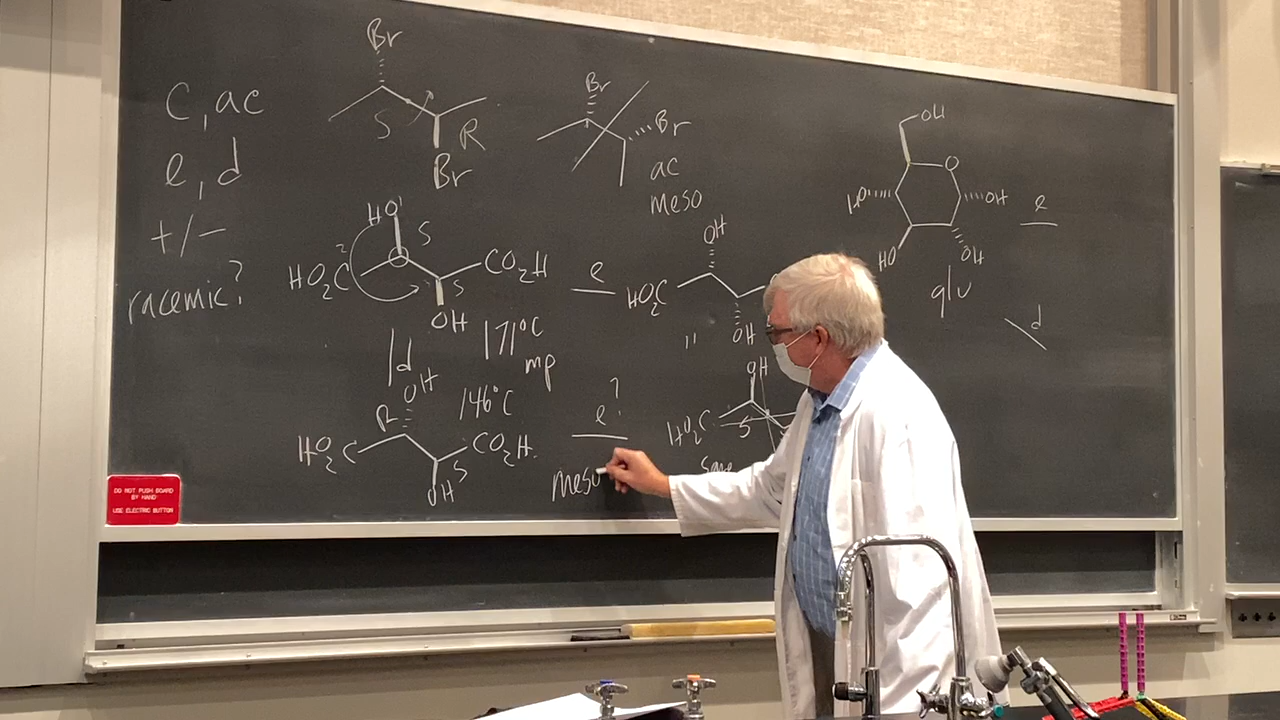 C, ac
e, d
+/-
racemic?
Br
S
R
Br
Br
Br
ac
meso
HO 1
2
S
HO2C
CO2H
S
OH
e
171°C
mp
OH
HO2C
OH
"
d
OH
146°C
R
HO2C
CO2H
S
OH
e?
meso
OH
HO2C
S
Same
OH
O
HO
OH
HO
OH
e
glu
d
DO NOT PUSH BOARD
BY HAND
USE ELECTRIC BUTTON